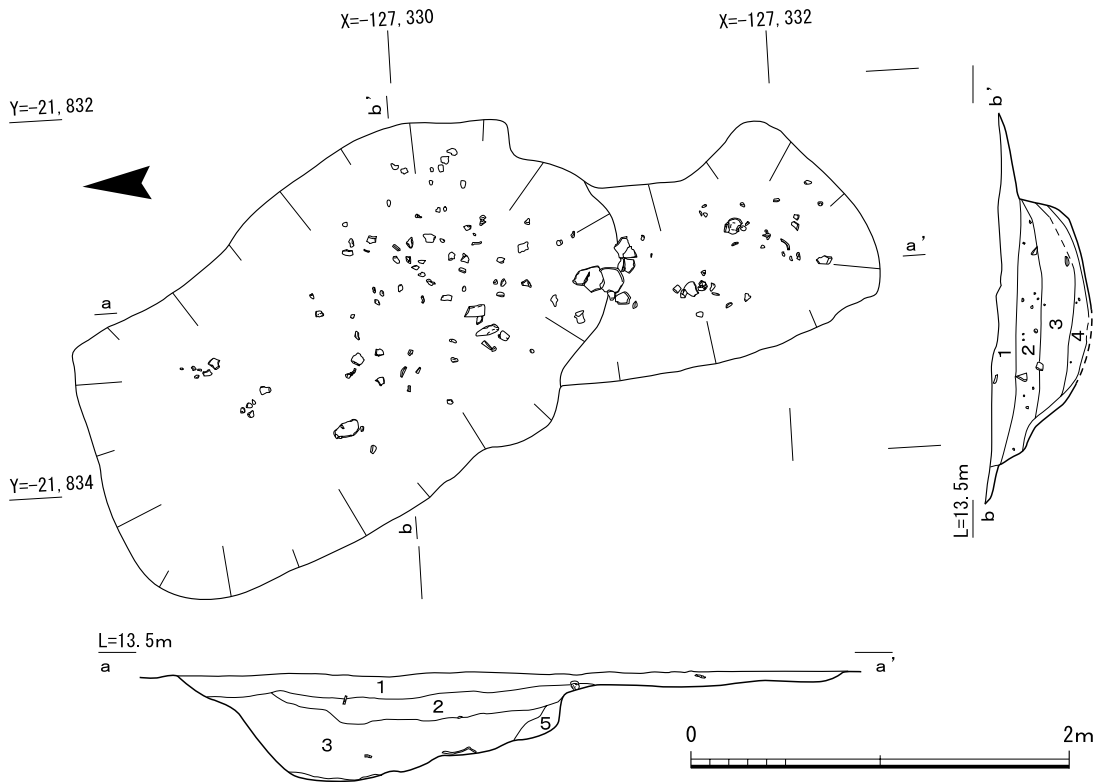 X=-127,330
X=-127,332
Y=-21,832
b'
b'
a
a'
1
2
3
4
Y=-21,834
b
L=13.5m
b
L=13.5m
a
a'
1
2
3
5
0
2m